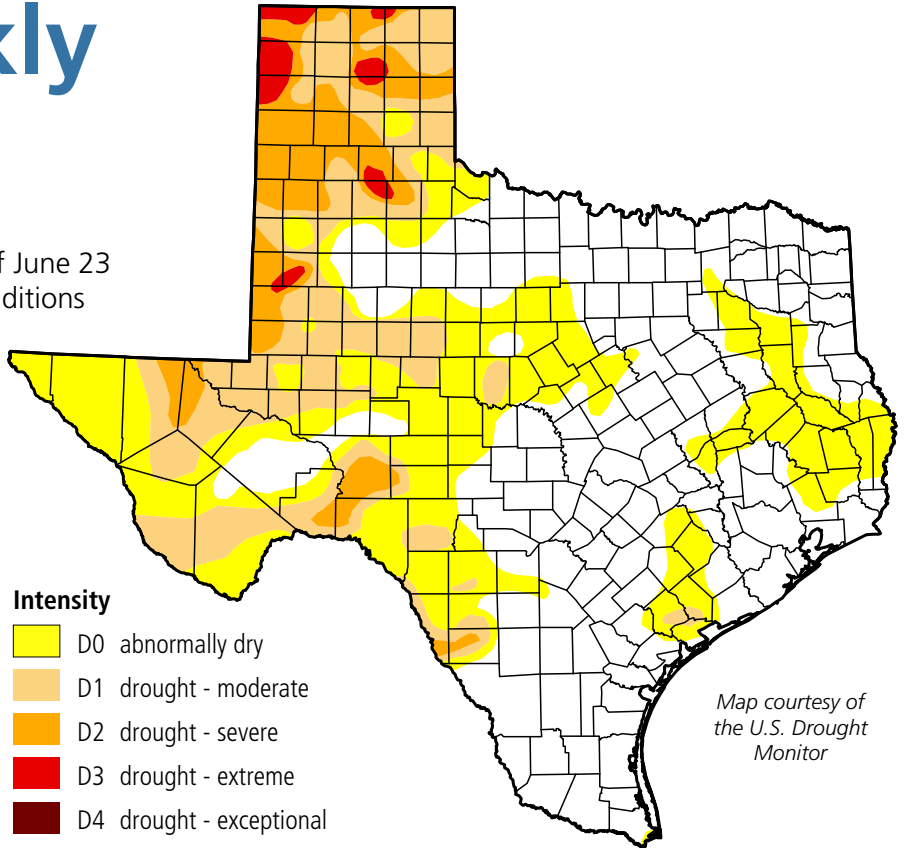 kly
f June 23
ditions
Intensity
D0 abnormally dry
D1 drought - moderate
D2 drought - severe
D3 drought - extreme
D4 drought - exceptional
Map courtesy of
the U.S. Drought
Monitor